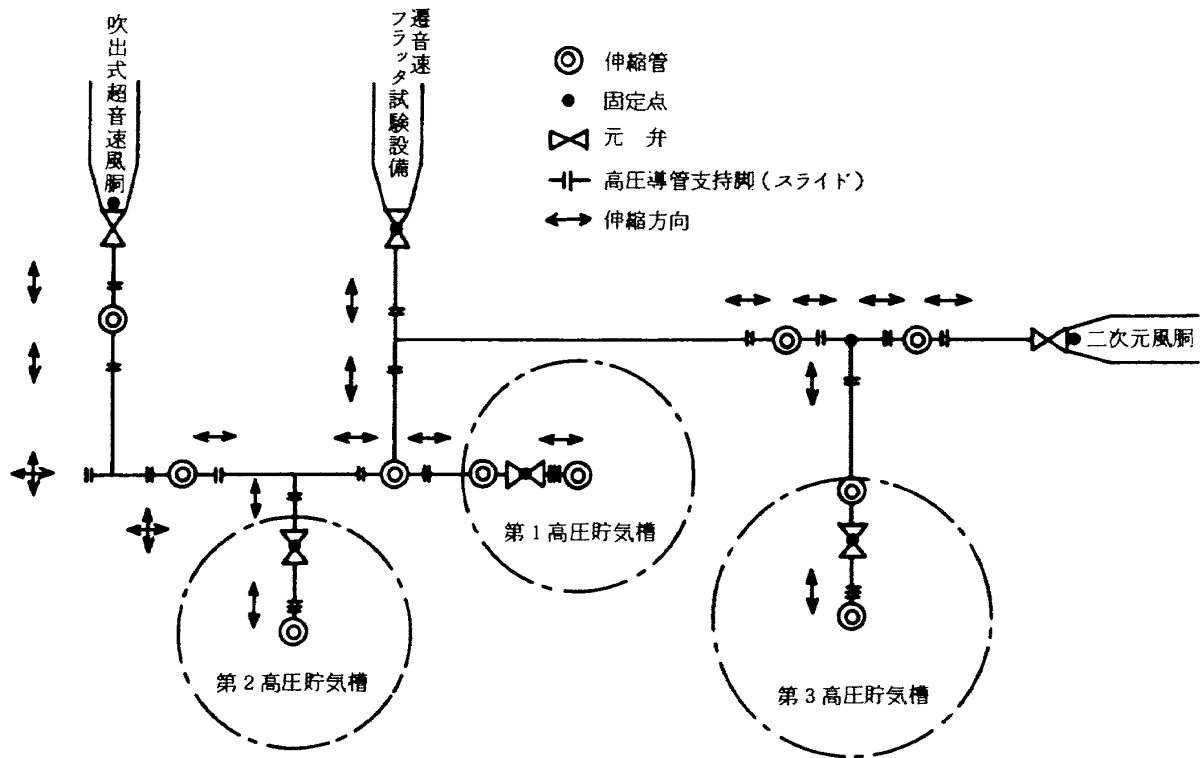 吹出式超音速風胴
遷音速
フラッタ試験設備
伸縮管
固定点
元 弁
高圧導管支持脚(スライド)
伸縮方向
二次元風胴
第1高圧貯気槽
第2高圧貯気槽
第3高圧貯気槽